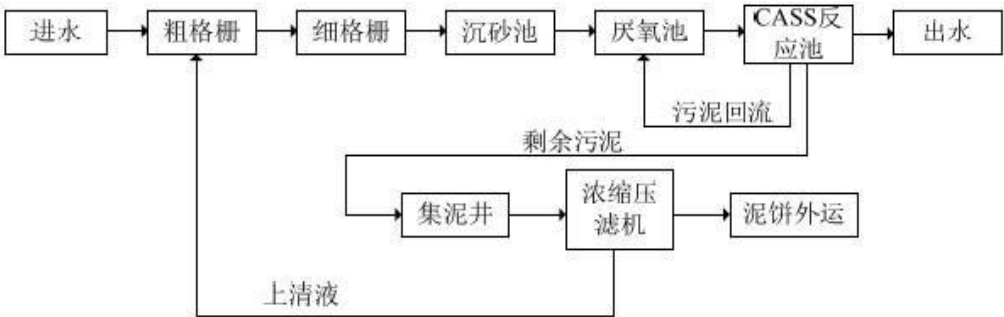 进水
粗格栅
细格栅
沉砂池
厌氧池
CASS反
应池
出水
污泥回流
剩余污泥
集泥井
浓缩压
滤机
泥饼外运
上清液